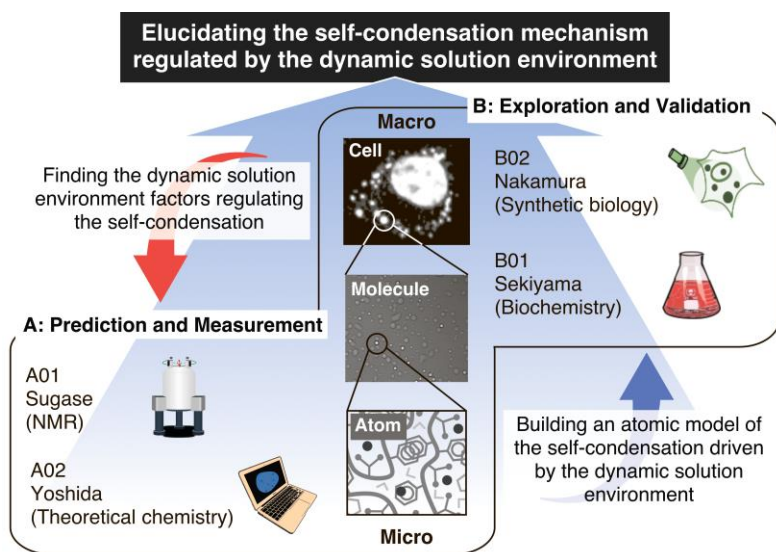 Elucidating the self-condensation mechanism
regulated by the dynamic solution environment
B: Exploration and Validation
Macro
Cell
B02
Nakamura
(Synthetic biology)
Finding the dynamic solution
environment factors regulating
the self-condensation
Molecule
B01
Sekiyama
(Biochemistry)
A: Prediction and Measurement
A01
Sugase
(NMR)
Atom
Building an atomic model of
the self-condensation driven
by the dynamic solution
environment
A02
Yoshida
(Theoretical chemistry)
Micro